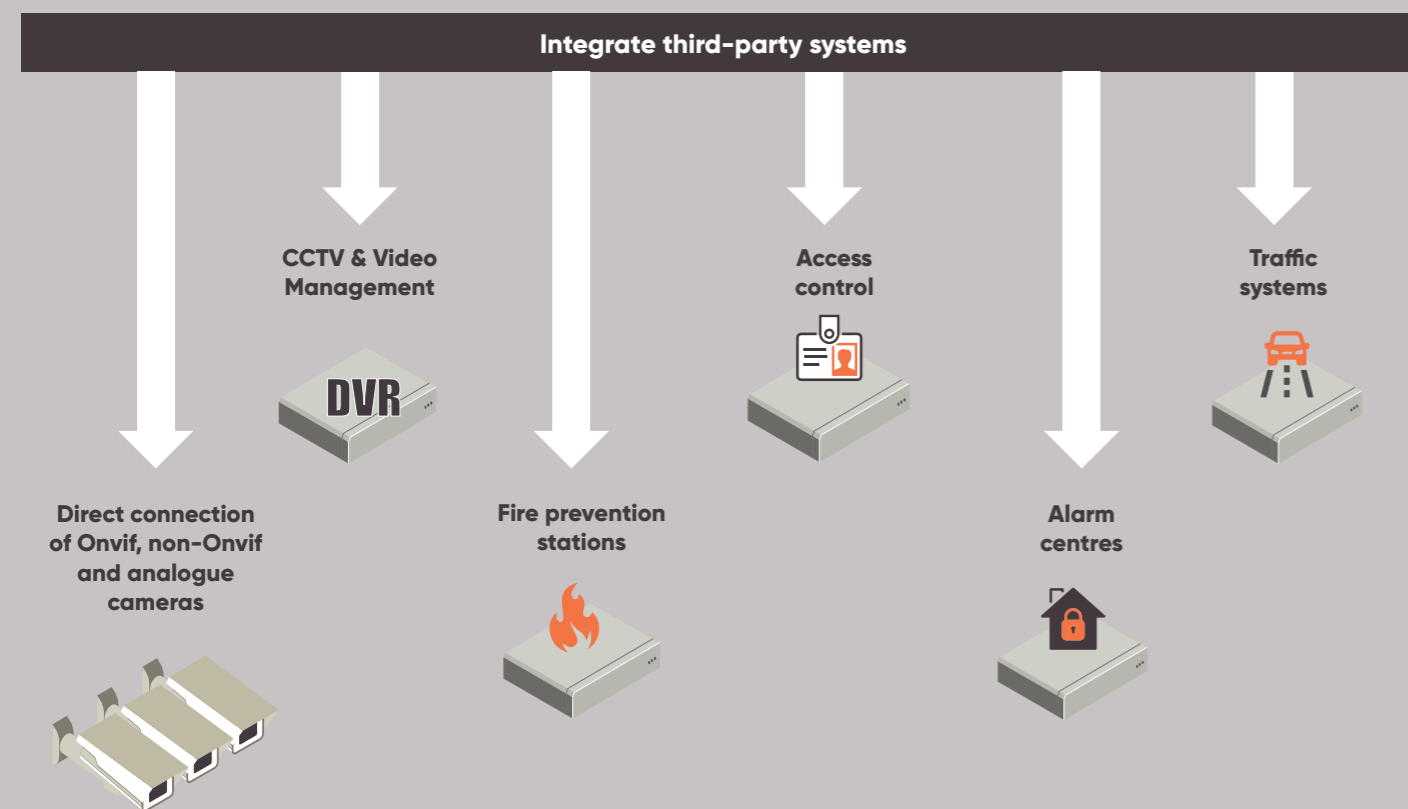 Integrate third-party systems
CCTV & Video
Management
DVR
Access
control
Traffic
systems
Direct connection
of Onvif, non-Onvif
and analogue
cameras
Fire prevention
stations
Alarm
centres